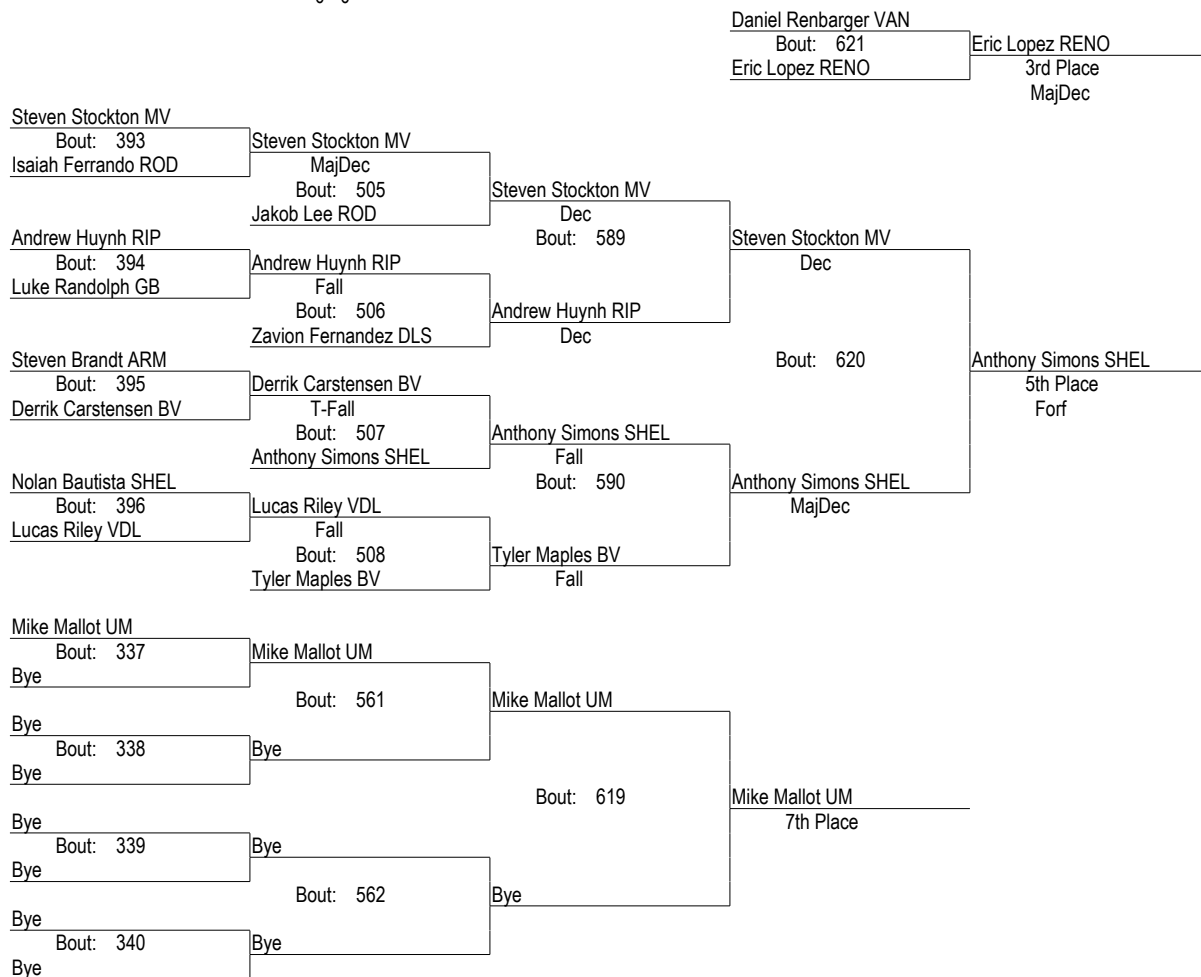 Daniel Renbarger VAN
Bout: 621
Eric Lopez RENO
Eric Lopez RENO
3rd Place
MajDec
Steven Stockton MV
Bout: 393
Steven Stockton MV
Isaiah Ferrando ROD
MajDec
Bout: 505
Steven Stockton MV
Jakob Lee ROD
Dec
Andrew Huynh RIP
Bout: 589
Steven Stockton MV
Bout: 394
Andrew Huynh RIP
Dec
Luke Randolph GB
Fall
Bout: 506
Andrew Huynh RIP
Zavion Fernandez DLS
Dec
Steven Brandt ARM
Bout: 620
Anthony Simons SHEL
Bout: 395
Derrik Carstensen BV
5th Place
Derrik Carstensen BV
T-Fall
Forf
Bout: 507
Anthony Simons SHEL
Anthony Simons SHEL
Fall
Nolan Bautista SHEL
Bout: 590
Anthony Simons SHEL
Bout: 396
Lucas Riley VDL
MajDec
Lucas Riley VDL
Fall
Bout: 508
Tyler Maples BV
Tyler Maples BV
Fall
Mike Mallot UM
Bout: 337
Mike Mallot UM
Bye
Bout: 561
Mike Mallot UM
Bye
Bout: 338
Bye
Bye
Bout: 619
Mike Mallot UM
Bye
7th Place
Bout: 339
Bye
Bye
Bout: 562
Bye
Bye
Bout: 340
Bye
Bye